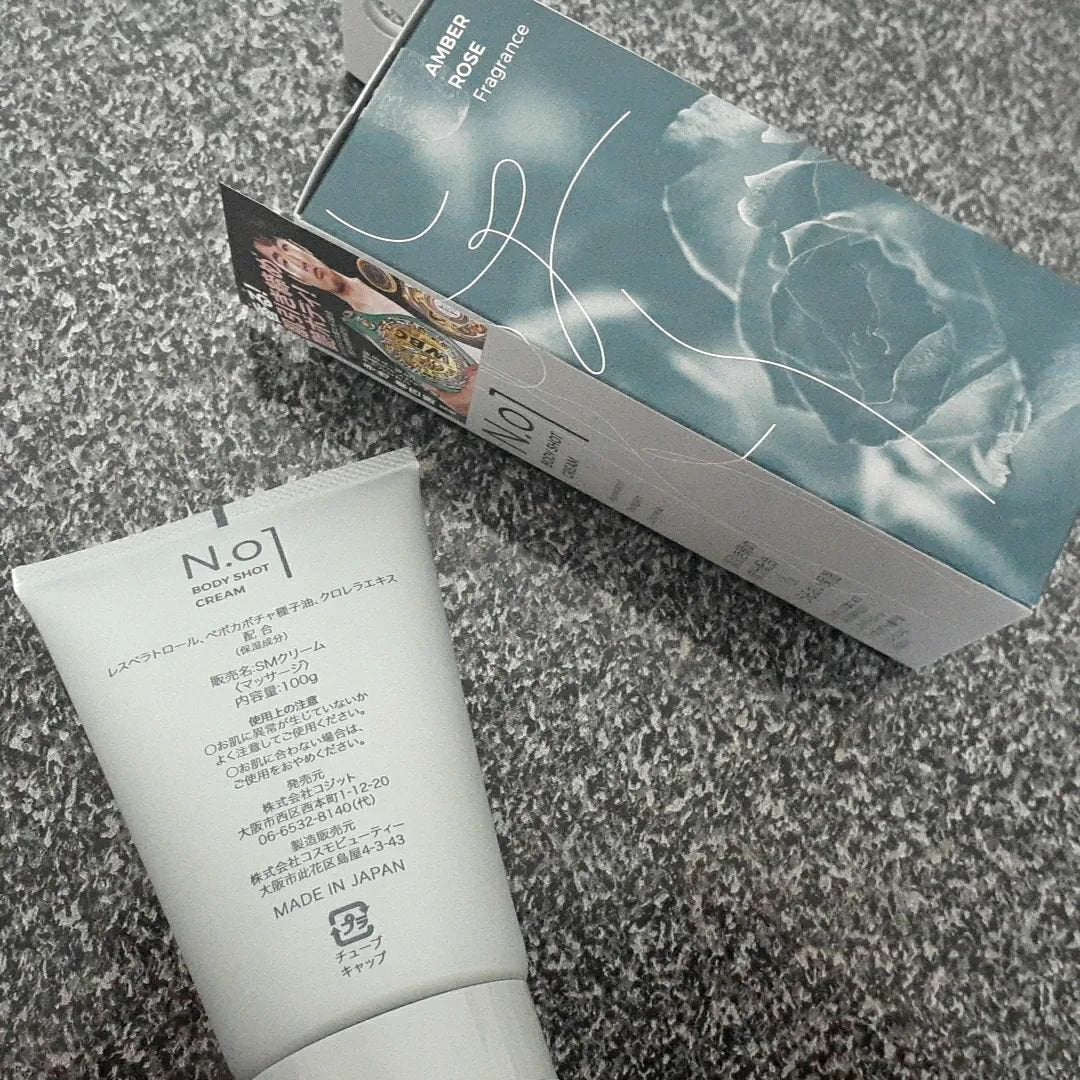 AMBER
ROSE
Fragrance
WBC
N.o1
BODY SHOT
CREAM
N.o1
BODY SHOT
CREAM
レスベラトロール、ペポカボチャ種子油、クロレラエキス
配合
(保湿成分)
販売名:SMクリーム
〈マッサージ〉
内容量:100g
使用上の注意
○お肌に異常が生じていないか
よく注意してご使用ください。
○お肌に合わない場合は、
ご使用をおやめください。
発売元
株式会社コジット
大阪市西区西本町1-12-20
06-6532-8140(代)
製造販売元
株式会社コスモビューティー
大阪市此花区島屋4-3-43
MADE IN JAPAN
プラ
チューブ
キャップ